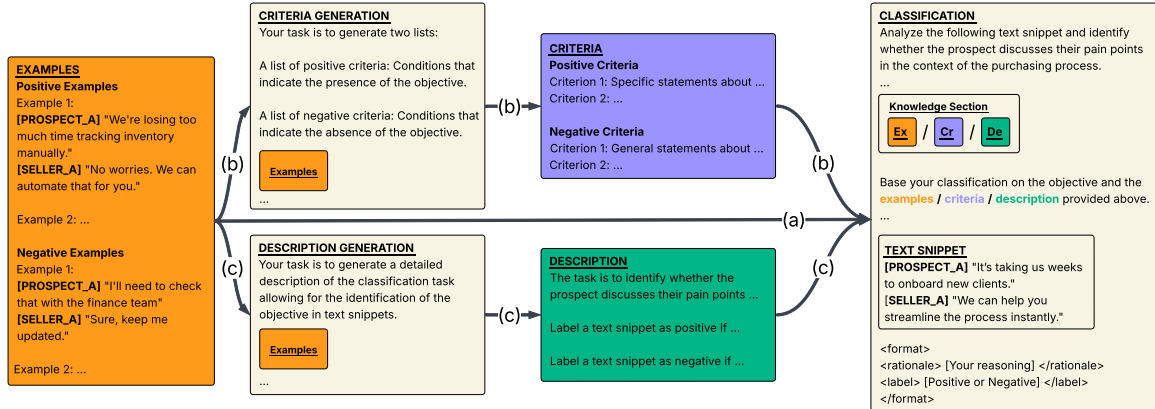 EXAMPLES
Positive Examples
Example 1:
[PROSPECT_A] "We're losing too
much time tracking inventory
manually."
[SELLER_A] "No worries. We can
automate that for you."
Example 2: ...
Negative Examples
Example 1:
[PROSPECT_A] "I'll need to check
that with the finance team"
[SELLER_A] "Sure, keep me
updated."
Example 2: ...
(b)
(c)
CRITERIA GENERATION
Your task is to generate two lists:
A list of positive criteria: Conditions that
indicate the presence of the objective.
A list of negative criteria: Conditions that
indicate the absence of the objective.
Examples
...
DESCRIPTION GENERATION
Your task is to generate a detailed
description of the classification task
allowing for the identification of the
objective in text snippets.
Examples
...
(b)
(c)
CRITERIA
Positive Criteria
Criterion 1: Specific statements about ...
Criterion 2: ...
Negative Criteria
Criterion 1: General statements about ...
Criterion 2: ...
DESCRIPTION
The task is to identify whether the
prospect discusses their pain points ...
Label a text snippet as positive if ...
Label a text snippet as negative if ...
(b)
(a)
(c)
CLASSIFICATION
Analyze the following text snippet and identify
whether the prospect discusses their pain points
in the context of the purchasing process.
...
Knowledge Section
Ex / Cr / De
Base your classification on the objective and the
examples / criteria / description provided above.
...
TEXT SNIPPET
[PROSPECT_A] "It's taking us weeks
to onboard new clients."
[SELLER_A] "We can help you
streamline the process instantly."
<format>
<rationale> [Your reasoning] </rationale>
<label> [Positive or Negative] </label>
</format>